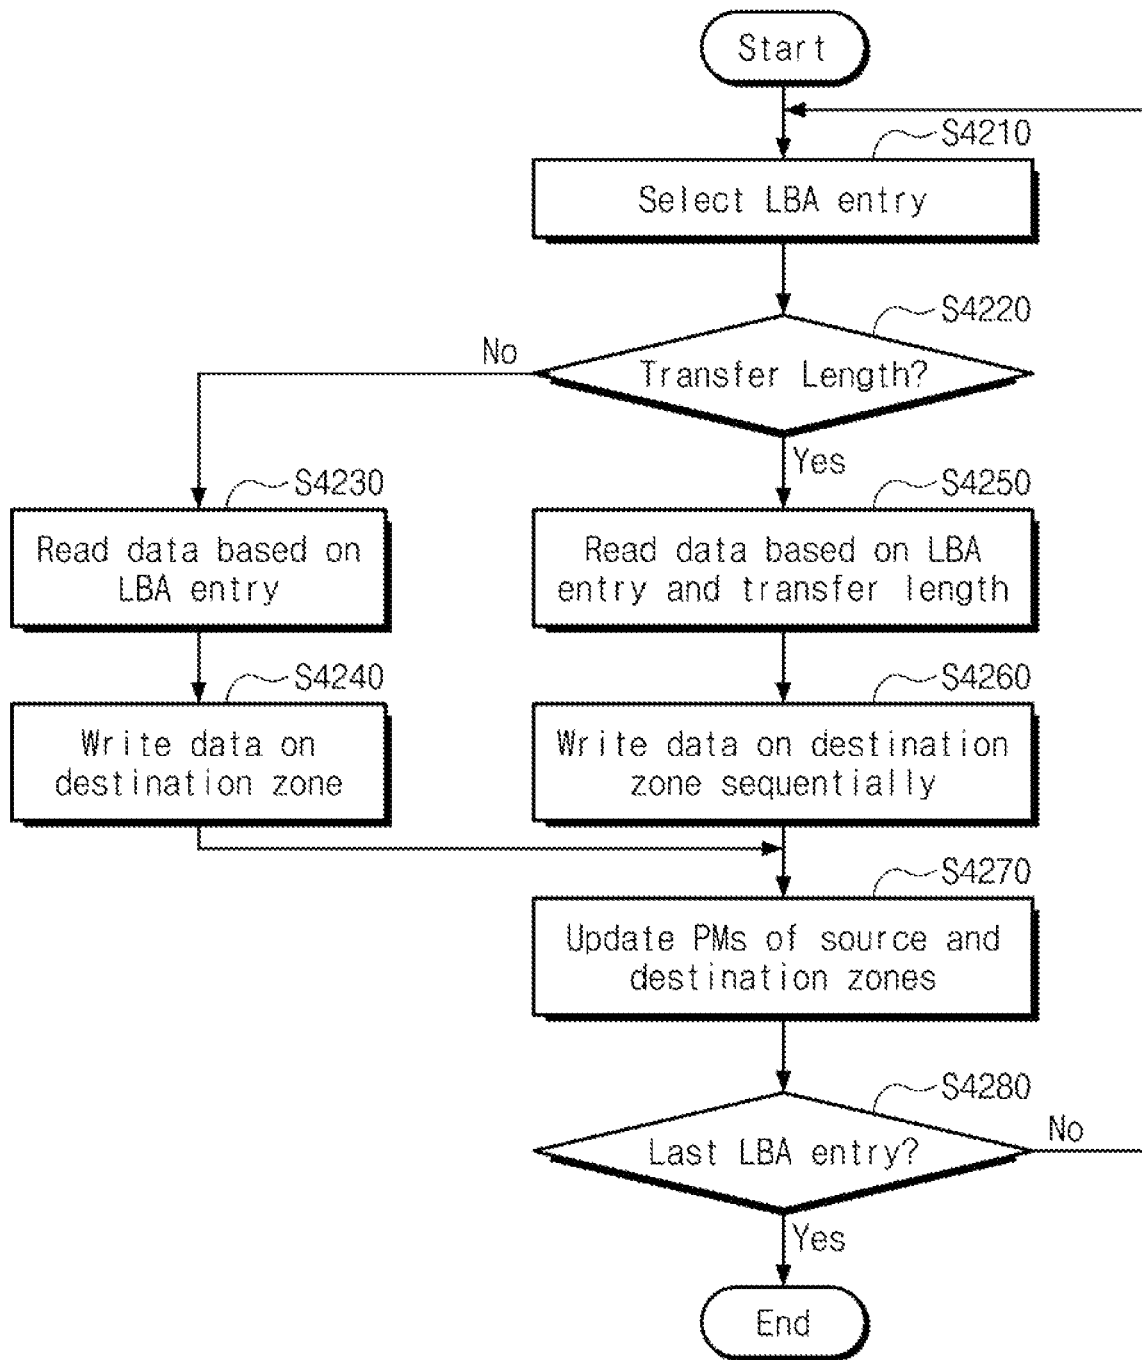 Start
S4210
Select LBA entry
S4220
No
Transfer Length?
Yes
S4230
S4250
Read data based on
LBA entry
Read data based on LBA
entry and transfer length
S4240
S4260
Write data on
destination zone
Write data on destination
zone sequentially
S4270
Update PMs of source and
destination zones
S4280
No
Last LBA entry?
Yes
End